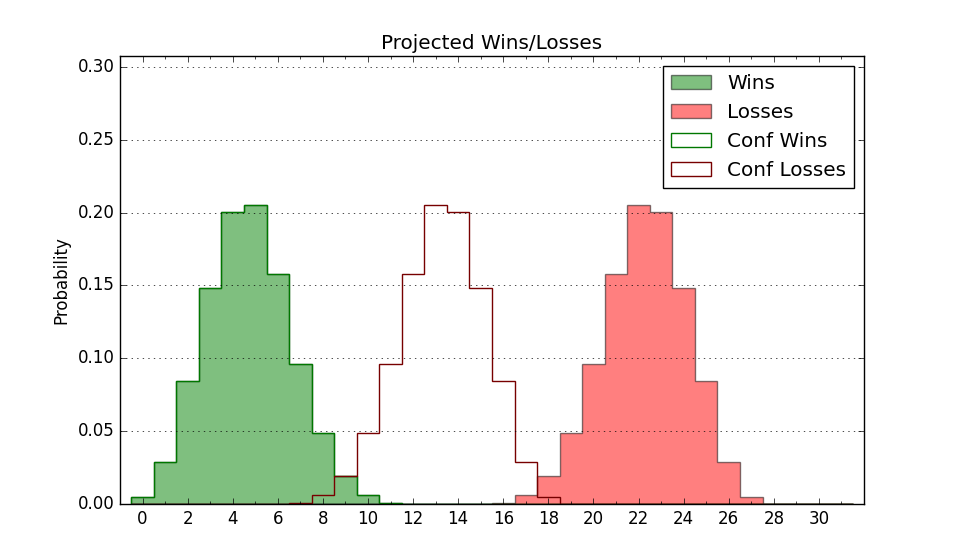 Projected Wins/Losses
Wins
Losses
Conf Wins
Conf Losses
Probability
0.30
0.25
0.20
0.15
0.10
0.05
0.00
0 2 4 6 8 10 12 14 16 18 20 22 24 26 28 30